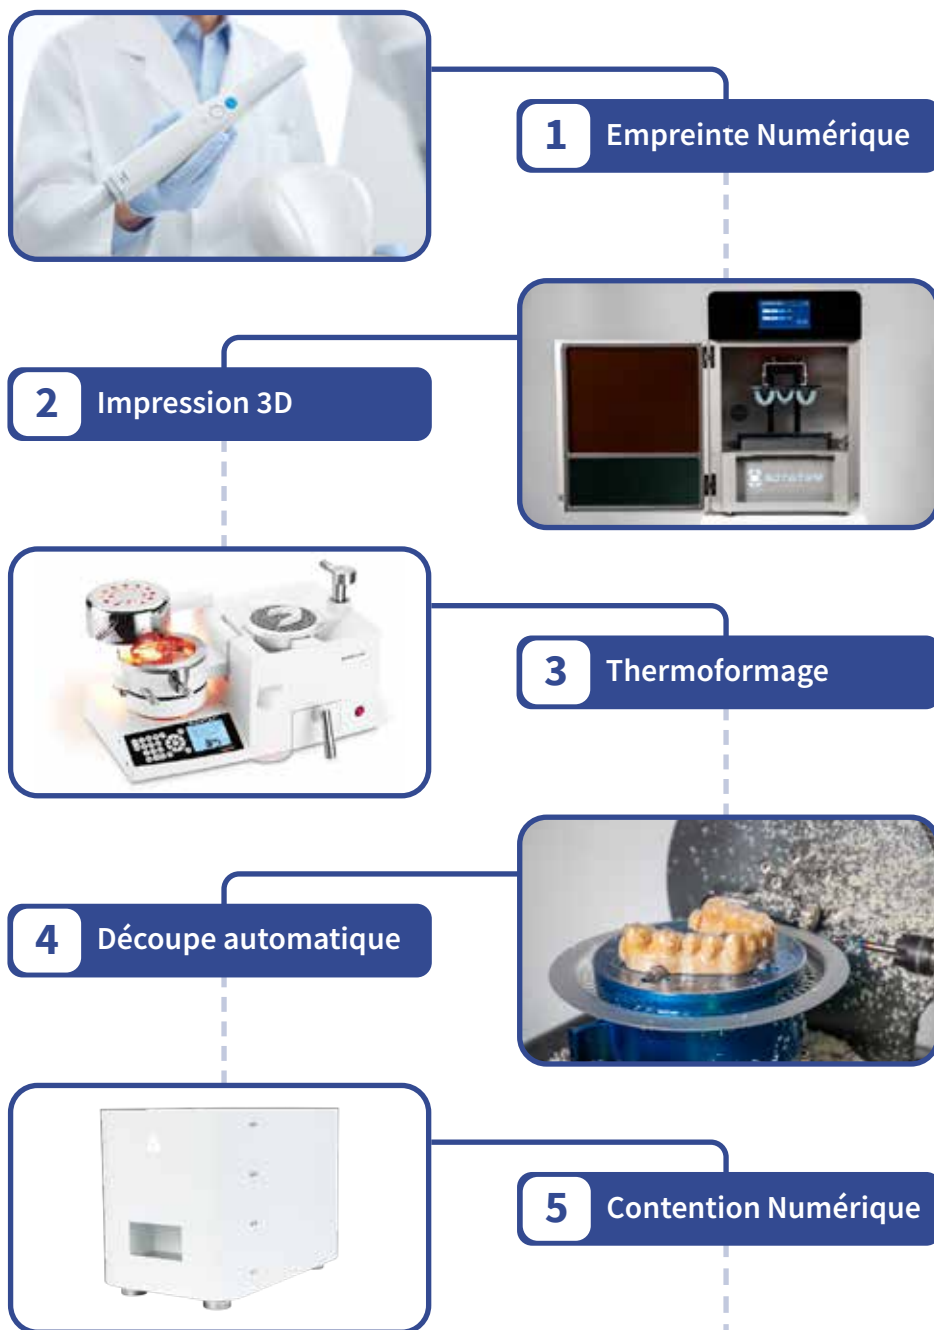 1 Empreinte Numérique
2 Impression 3D
3 Thermoformage
4 Découpe automatique
5 Contention Numérique